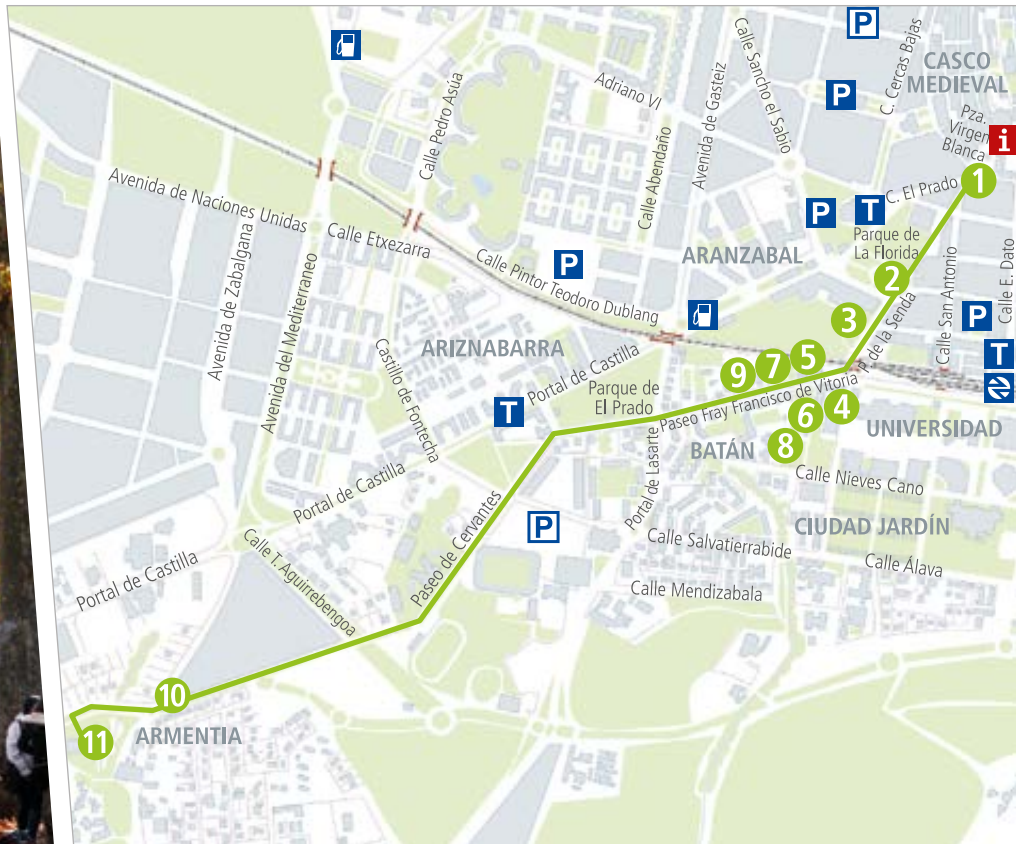 P
Calle Sancho el Sabio
C. Cercas Bajas
CASCO
MEDIEVAL
Calle Pedro Asúa
Adriano VI
Avenida de Gasteiz
P
Pza.
Virgen
Blanca
i
Calle Abendaño
Avenida de Naciones Unidas
C. El Prado
1
P
T
Parque de
La Florida
Calle Etxezarra
Calle Pintor Teodoro Dublang
P
ARANZABAL
2
Calle San Antonio
Calle E. Dato
Avenida de Zabalgana
Avenida del Mediterraneo
3
P. de la Senda
P
T
ARIZNABARRA
Portal de Castilla
Castillo de Fontecha
9
7
5
Parque de
El Prado
Paseo Fray Francisco de Vitoria
T
6
4
8
UNIVERSIDAD
BATÁN
Portal de Castilla
Portal de Lasarte
Calle Nieves Cano
Paseo de Cervantes
P
CIUDAD JARDÍN
Calle Salvatierrabide
Calle Álava
Portal de Castilla
Calle T. Aguirrebengoa
Calle Mendizabala
10
11
ARMENTIA